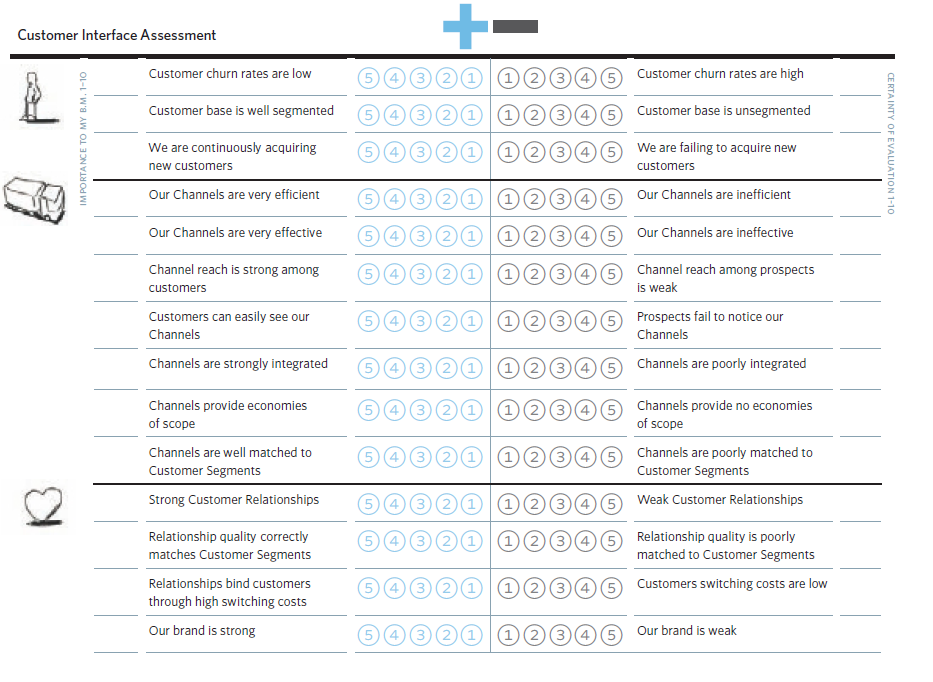 Customer Interface Assessment
IMPORTANCE TO MY B.M. 1-10
CERTAINTY OF EVALUATION 1-10
Customer churn rates are low 5 4 3 2 1 1 2 3 4 5 Customer churn rates are high
Customer base is well segmented 5 4 3 2 1 1 2 3 4 5 Customer base is unsegmented
We are continuously acquiring
new customers 5 4 3 2 1 1 2 3 4 5 We are failing to acquire new
customers
Our Channels are very efficient 5 4 3 2 1 1 2 3 4 5 Our Channels are inefficient
Our Channels are very effective 5 4 3 2 1 1 2 3 4 5 Our Channels are ineffective
Channel reach is strong among
customers 5 4 3 2 1 1 2 3 4 5 Channel reach among prospects
is weak
Customers can easily see our
Channels 5 4 3 2 1 1 2 3 4 5 Prospects fail to notice our
Channels
Channels are strongly integrated 5 4 3 2 1 1 2 3 4 5 Channels are poorly integrated
Channels provide economies
of scope 5 4 3 2 1 1 2 3 4 5 Channels provide no economies
of scope
Channels are well matched to
Customer Segments 5 4 3 2 1 1 2 3 4 5 Channels are poorly matched to
Customer Segments
Strong Customer Relationships 5 4 3 2 1 1 2 3 4 5 Weak Customer Relationships
Relationship quality correctly
matches Customer Segments 5 4 3 2 1 1 2 3 4 5 Relationship quality is poorly
matched to Customer Segments
Relationships bind customers
through high switching costs 5 4 3 2 1 1 2 3 4 5 Customers switching costs are low
Our brand is strong 5 4 3 2 1 1 2 3 4 5 Our brand is weak